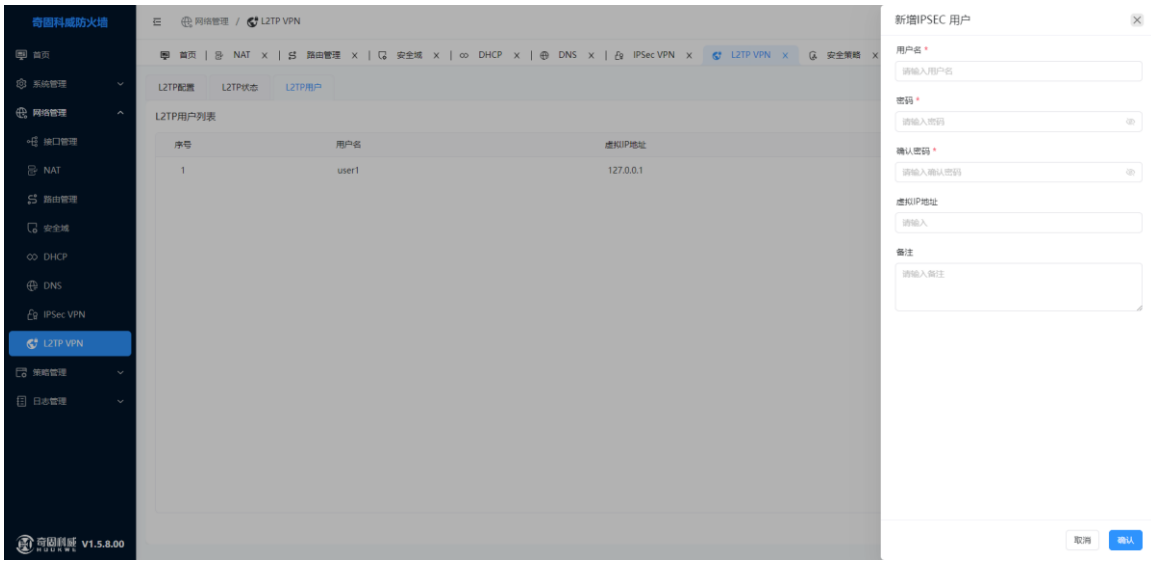 奇固科威防火墙
网络管理 / L2TP VPN
首页 | NAT × | 路由管理 × | 安全域 × | DHCP × | DNS × | IPSec VPN × L2TP VPN × 安全策略 ×
首页
系统管理
网络管理
接口管理
NAT
路由管理
安全域
DHCP
DNS
IPSec VPN
L2TP VPN
策略管理
日志管理
奇固科威 V1.5.8.00
L2TP配置 L2TP状态 L2TP用户
L2TP用户列表
序号 用户名 虚拟IP地址
1 user1 127.0.0.1
新增IPSEC 用户
用户名 *
请输入用户名
密码 *
请输入密码
确认密码 *
请输入确认密码
虚拟IP地址
请输入
备注
请输入备注
取消 确认